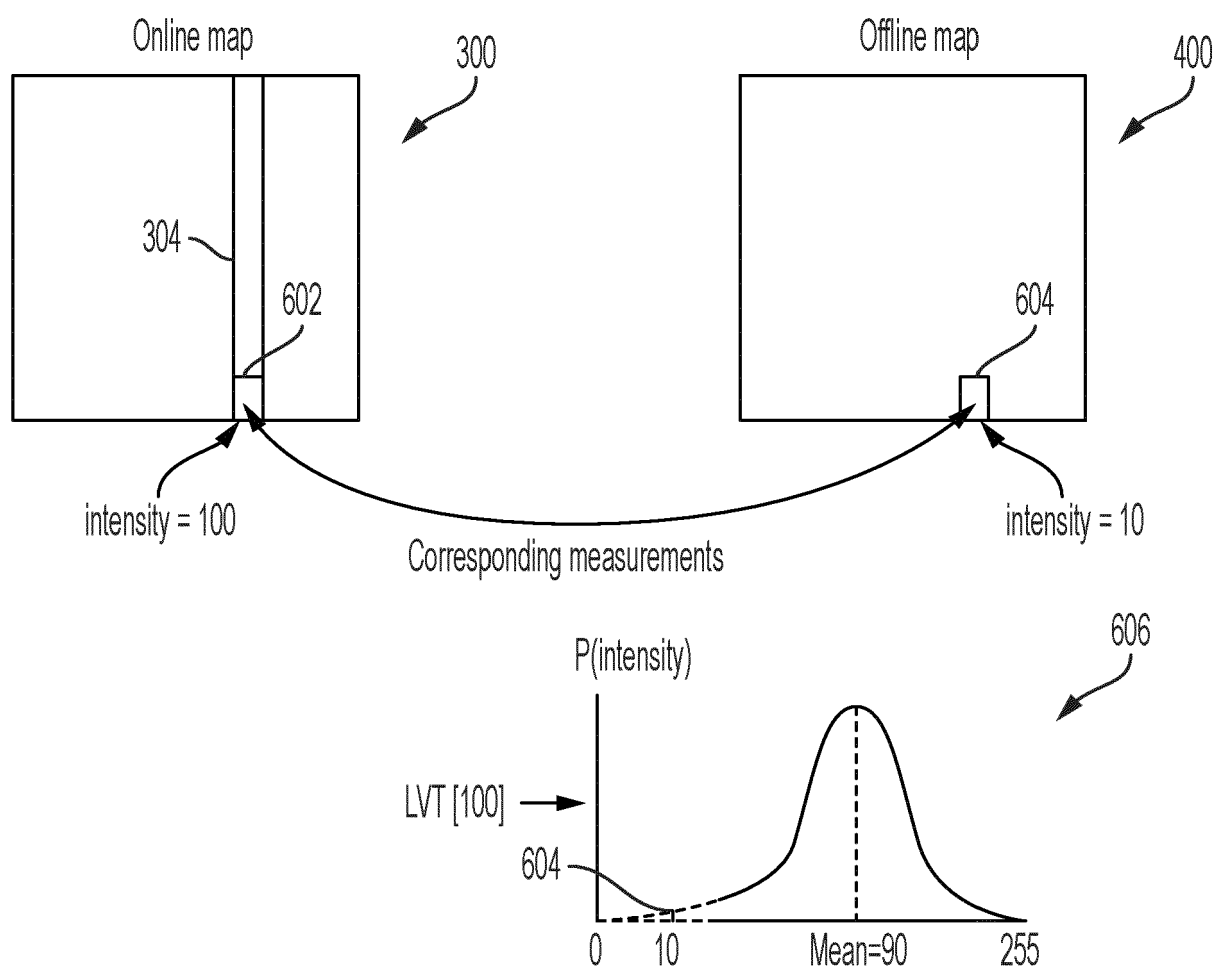 Online map
300
Offline map
400
304
602
604
intensity = 100
intensity = 10
Corresponding measurements
606
P(intensity)
LVT [100]
604
0
10
Mean=90
255